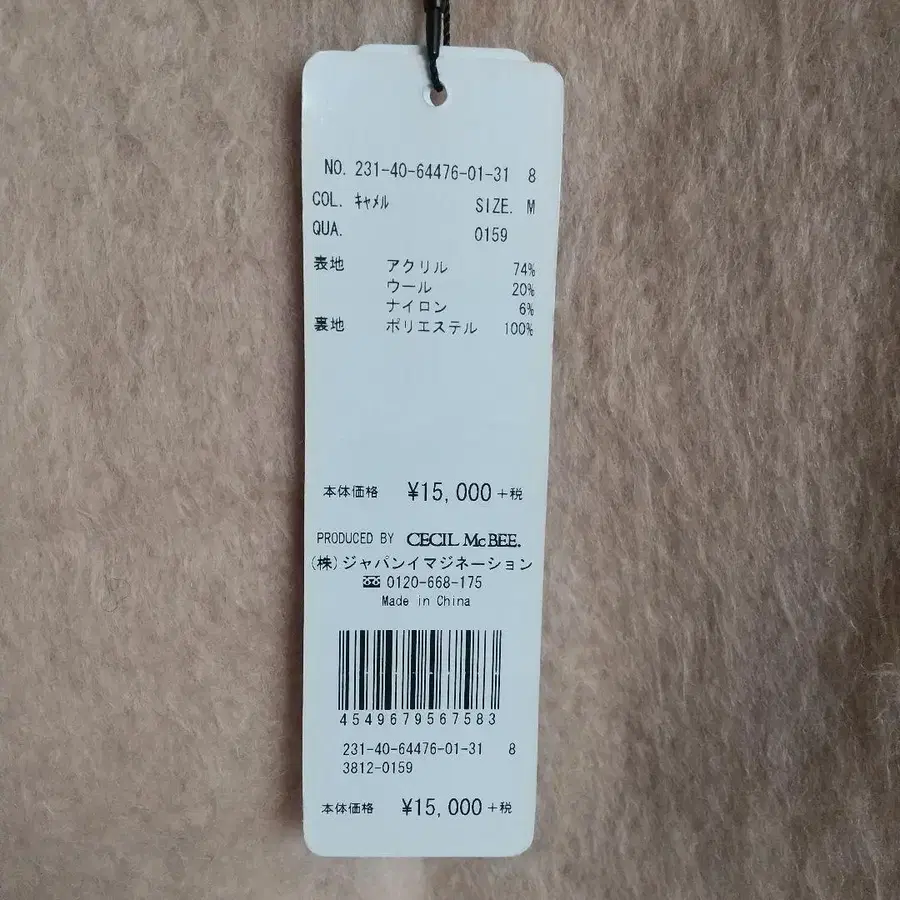 NO. 231-40-64476-01-31 8
COL. ｷｬﾒﾙ SIZE. M
QUA. 0159
表地 アクリル 74%
ウール 20%
ナイロン 6%
裏地 ポリエステル 100%
本体価格 ¥15,000+税
PRODUCED BY CECIL McBEE.
(株)ジャパンイマジネーション
0120-668-175
Made in China
4549679567583
231-40-64476-01-31 8
3812-0159
本体価格 ¥15,000+税